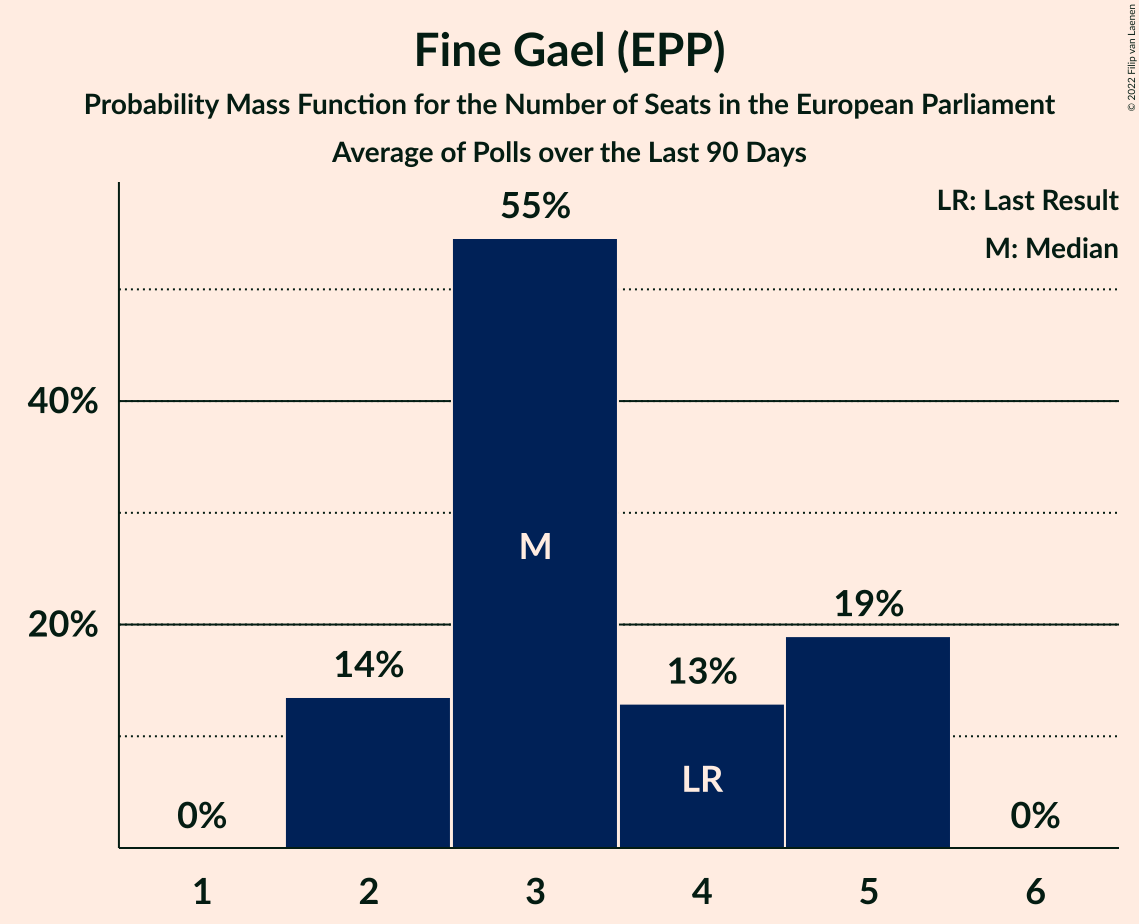 Fine Gael (EPP)
Probability Mass Function for the Number of Seats in the European Parliament
Average of Polls over the Last 90 Days
© 2022 Filip van Laenen
LR: Last Result
M: Median
55%
40%
M
20%
19%
14%
13%
LR
0%
0%
1 2 3 4 5 6